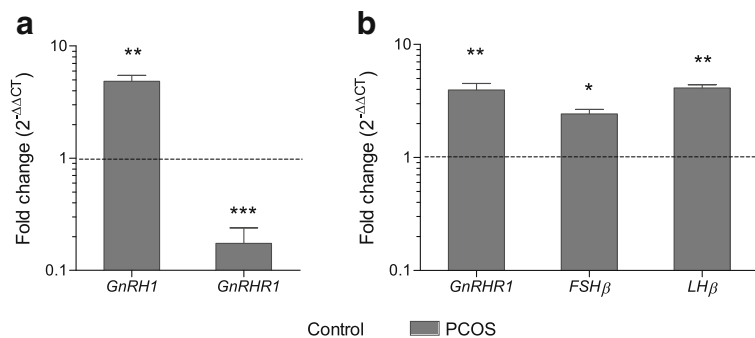 a
Fold change (2^-ΔΔCT)
10
1
0.1
**
***
GnRH1
GnRHR1
b
Fold change (2^-ΔΔCT)
10
1
0.1
**
*
**
GnRHR1
FSHβ
LHβ
Control
PCOS